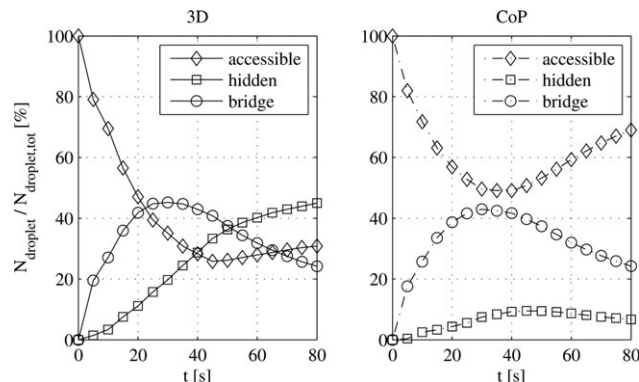 3D
CoP
N_droplet / N_droplet,tot [%]
100
80
60
40
20
0
accessible
hidden
bridge
0 20 40 60 80
t [s]
100
80
60
40
20
0
accessible
hidden
bridge
0 20 40 60 80
t [s]